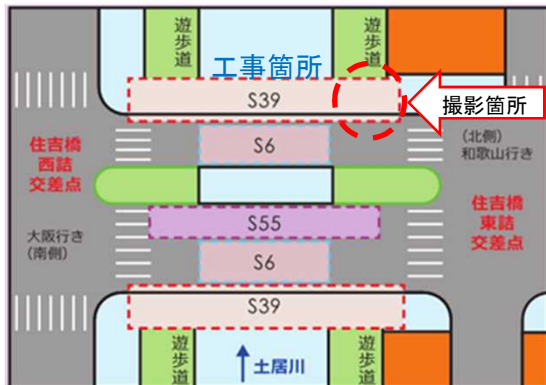 遊歩道
遊歩道
工事箇所
S39
撮影箇所
S6
(北側)
和歌山行き
住吉橋
西詰
交差点
住吉橋
東詰
交差点
大阪行き
(南側)
S55
S6
S39
遊歩道
土居川
遊歩道